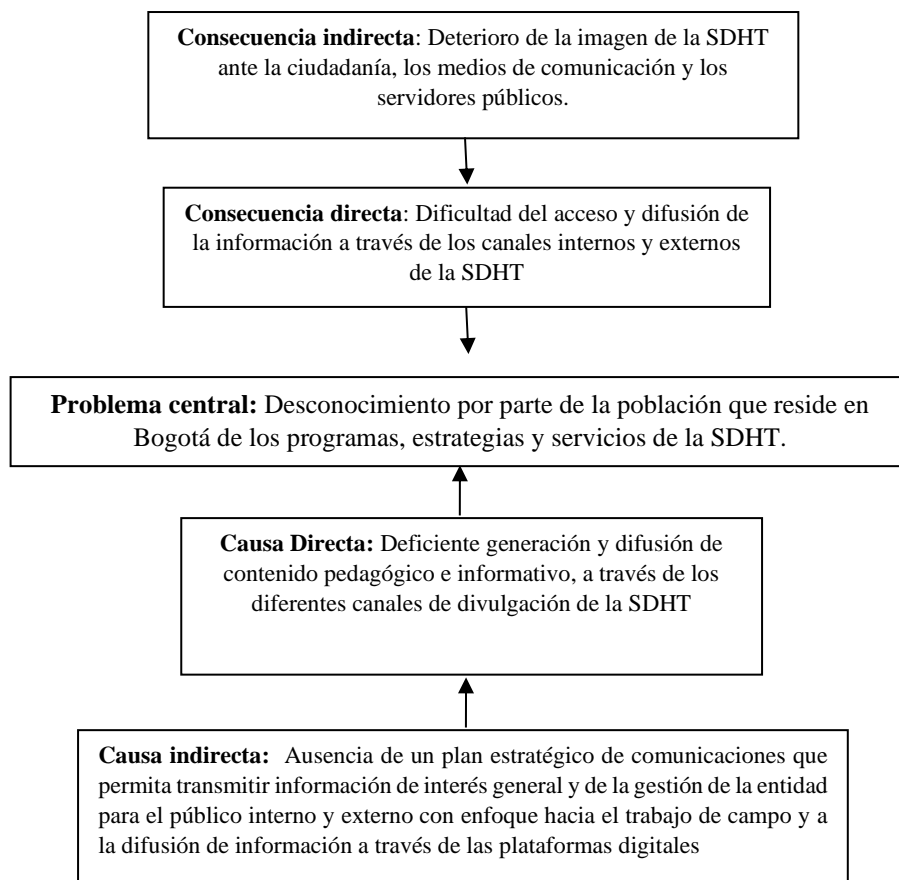 Consecuencia indirecta: Deterioro de la imagen de la SDHT
ante la ciudadanía, los medios de comunicación y los
servidores públicos.
Consecuencia directa: Dificultad del acceso y difusión de
la información a través de los canales internos y externos
de la SDHT
Problema central: Desconocimiento por parte de la población que reside en
Bogotá de los programas, estrategias y servicios de la SDHT.
Causa Directa: Deficiente generación y difusión de
contenido pedagógico e informativo, a través de los
diferentes canales de divulgación de la SDHT
Causa indirecta: Ausencia de un plan estratégico de comunicaciones que
permita transmitir información de interés general y de la gestión de la entidad
para el público interno y externo con enfoque hacia el trabajo de campo y a
la difusión de información a través de las plataformas digitales